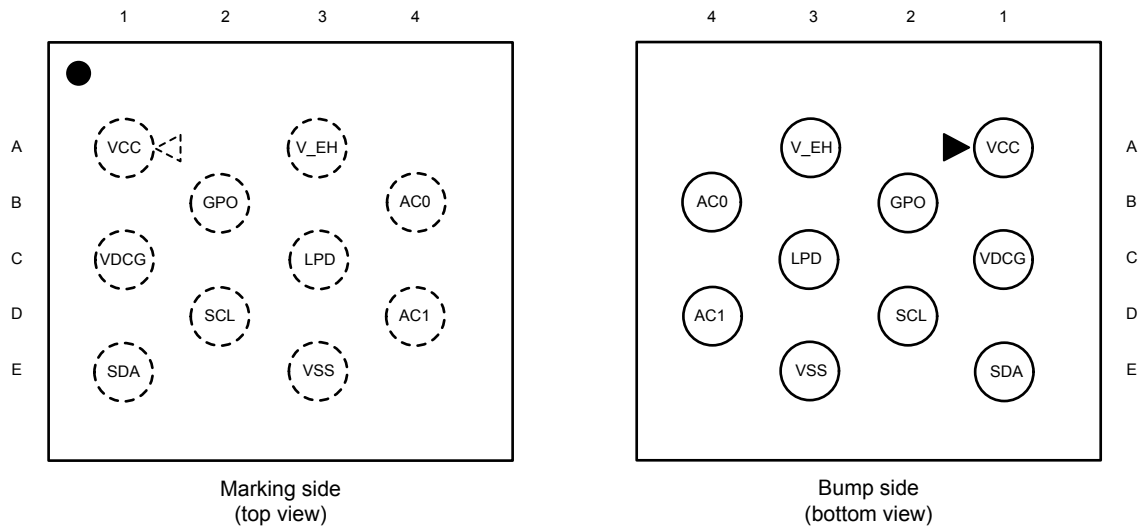 1 2 3 4
A VCC V_EH
B GPO AC0
C VDCG LPD
D SCL AC1
E SDA VSS
Marking side
(top view)
4 3 2 1
V_EH VCC A
AC0 GPO B
LPD VDCG C
AC1 SCL D
VSS SDA E
Bump side
(bottom view)